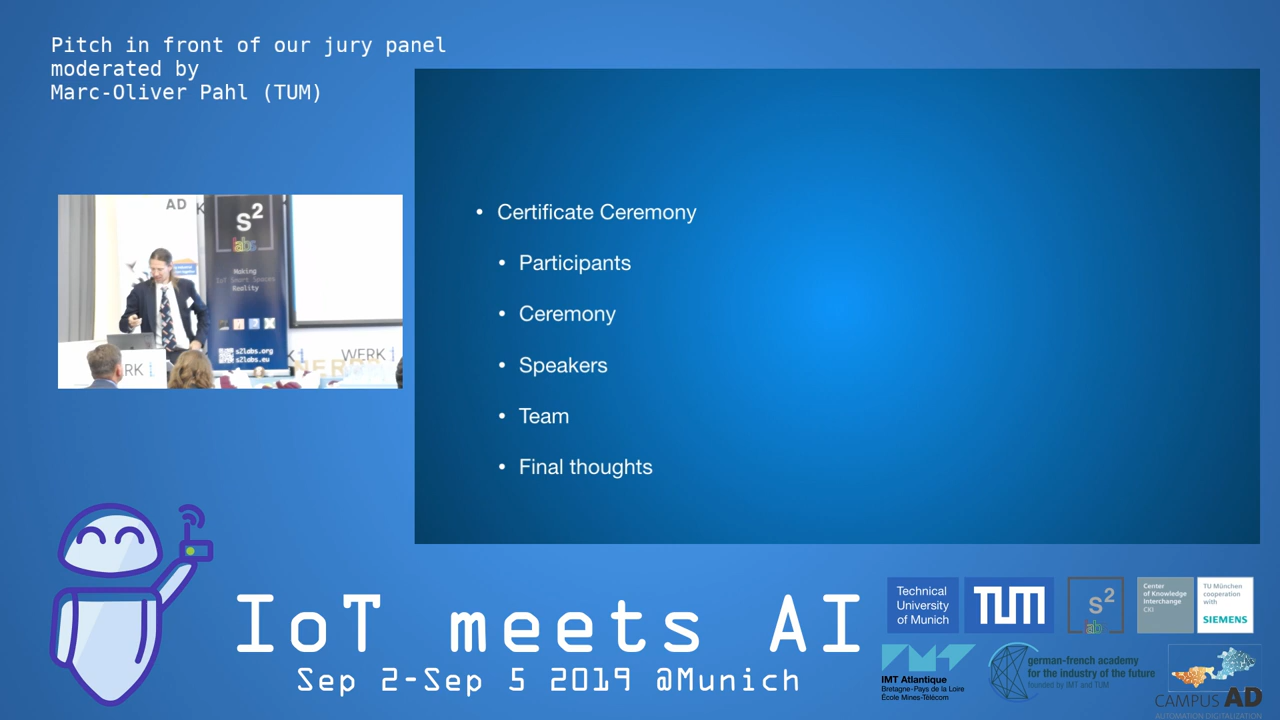 Pitch in front of our jury panel
moderated by
Marc-Oliver Pahl (TUM)
AD
K
s2
labs
Making
IoT Smart Spaces
Reality
s2labs.org
s2labs.eu
RK i
WERK i
• Certificate Ceremony
• Participants
• Ceremony
• Speakers
• Team
• Final thoughts
IoT meets AI
Sep 2-Sep 5 2019 @Munich
Technical
University
of Munich
TUM
s2
lab
Center
of Knowledge
Interchange
CKI
TU München
cooperation
with
SIEMENS
IMT Atlantique
Bretagne-Pays de la Loire
École Mines-Télécom
german-french academy
for the industry of the future
founded by IMT and TUM
CAMPUS AD
AUTOMATION DIGITALIZATION